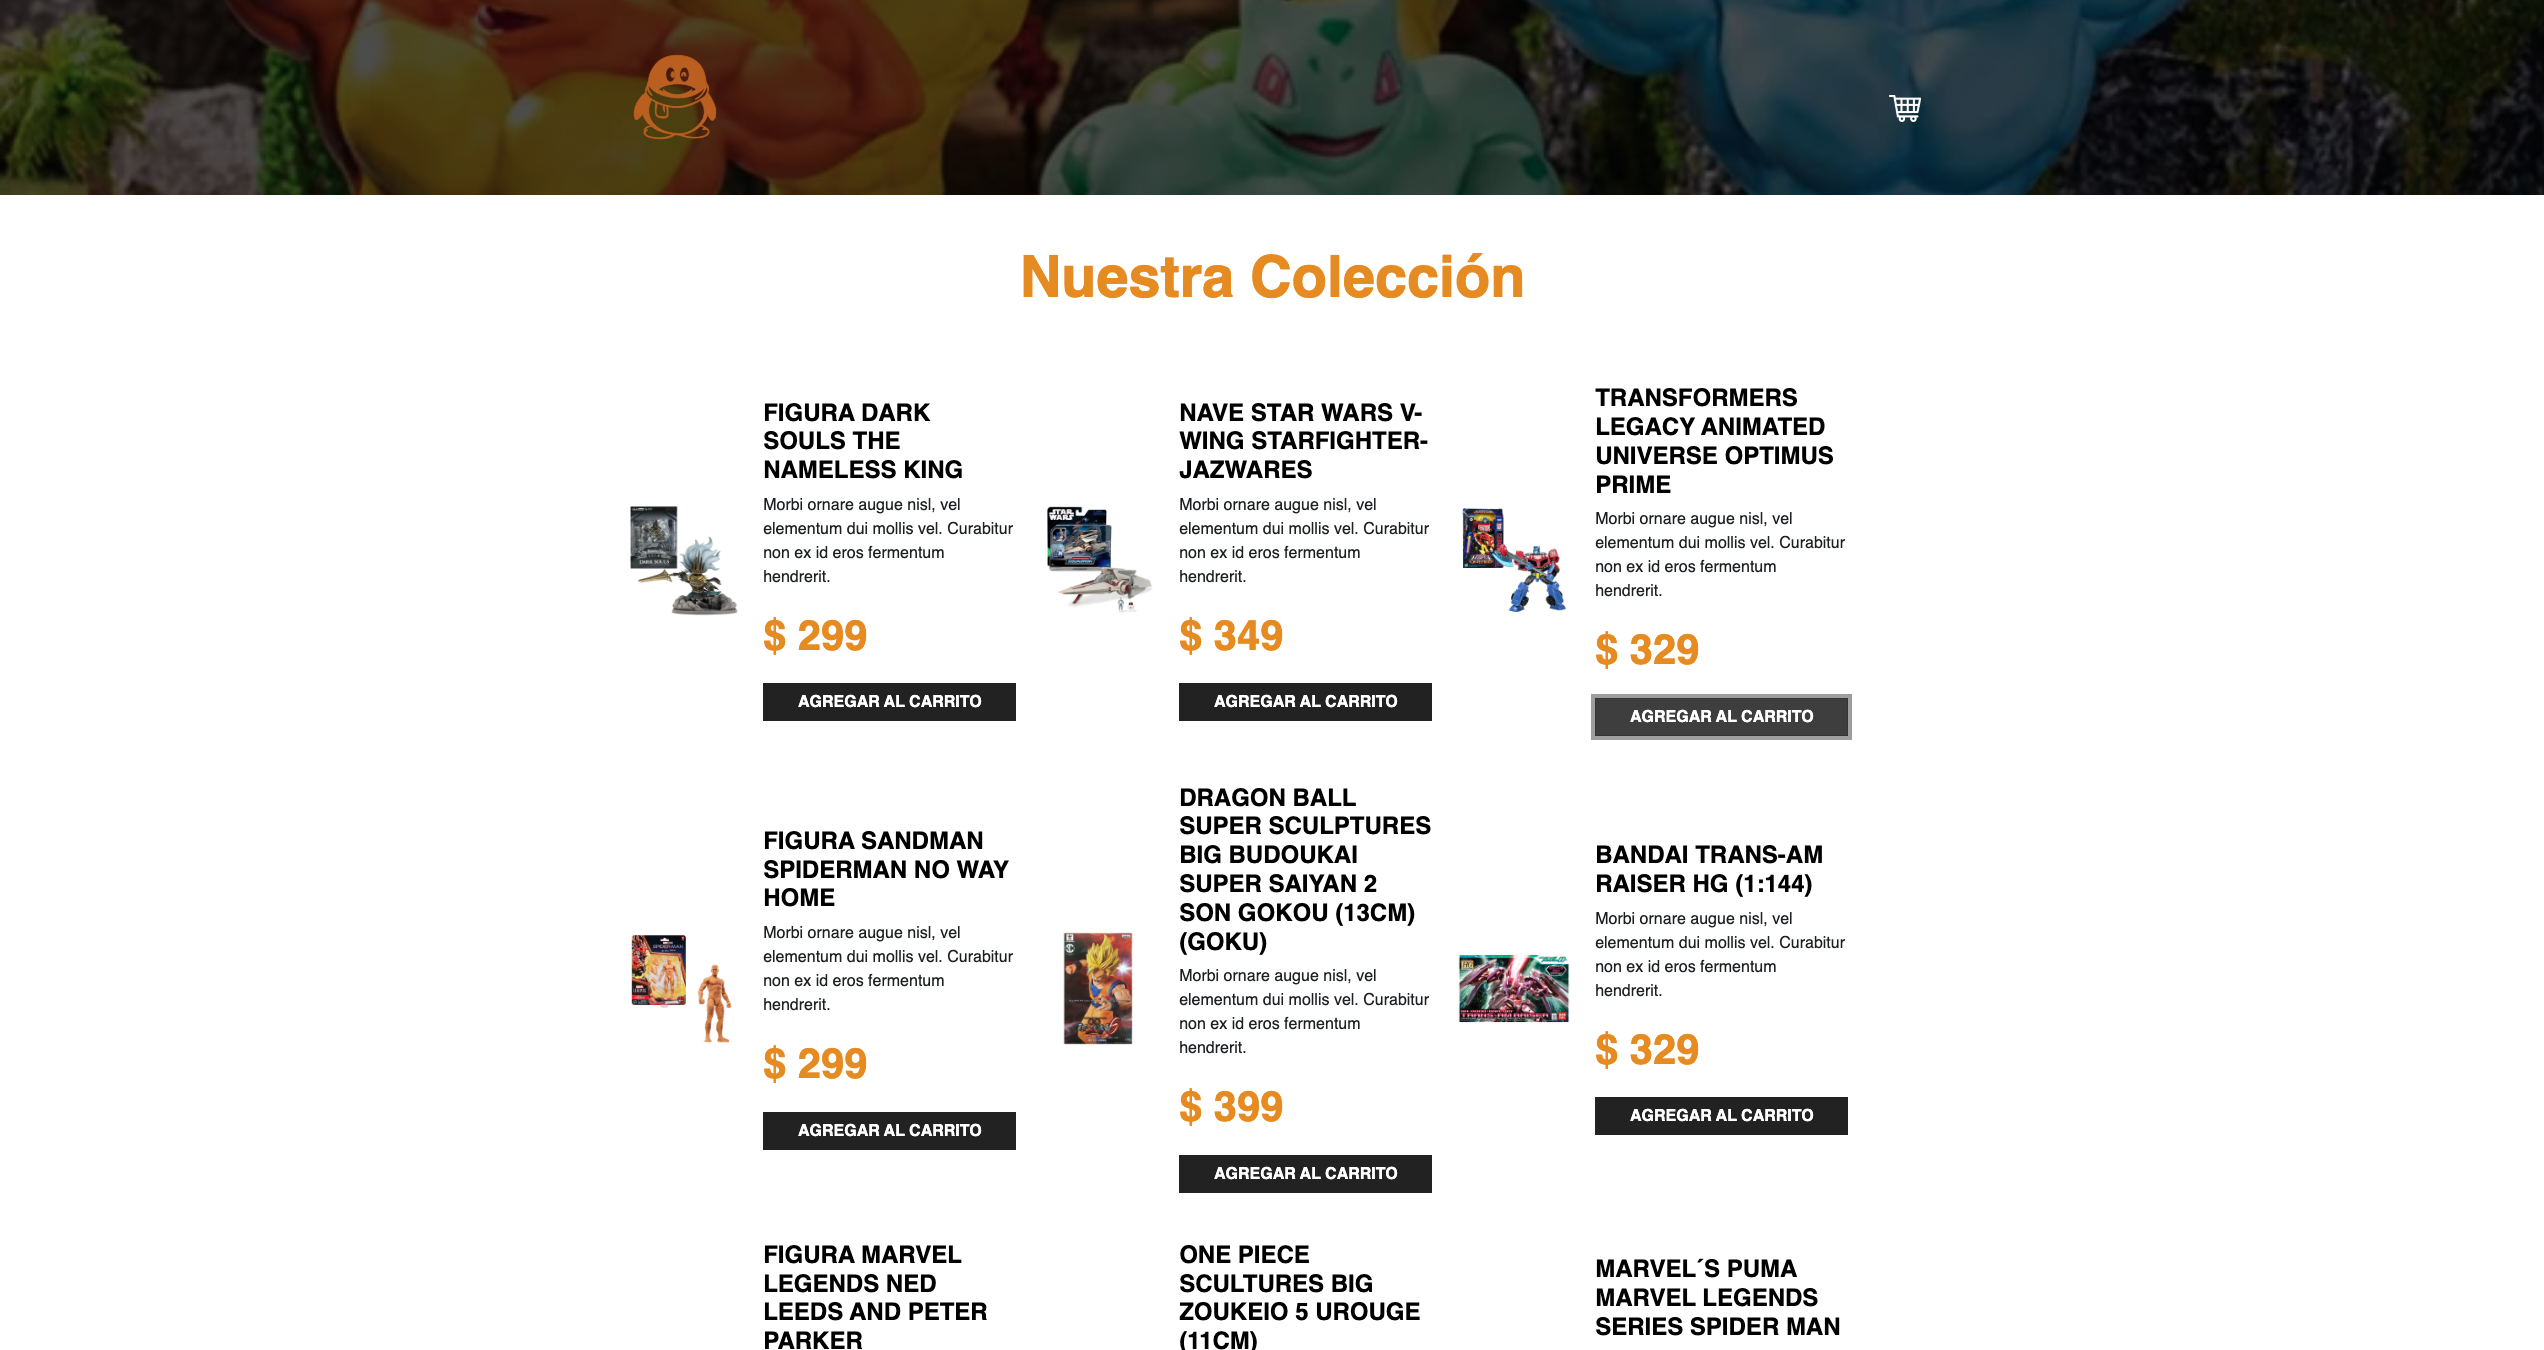 Nuestra Colección
FIGURA DARK
SOULS THE
NAMELESS KING
Morbi ornare augue nisl, vel
elementum dui mollis vel. Curabitur
non ex id eros fermentum
hendrerit.
$ 299
AGREGAR AL CARRITO
NAVE STAR WARS V-
WING STARFIGHTER-
JAZWARES
Morbi ornare augue nisl, vel
elementum dui mollis vel. Curabitur
non ex id eros fermentum
hendrerit.
$ 349
AGREGAR AL CARRITO
TRANSFORMERS
LEGACY ANIMATED
UNIVERSE OPTIMUS
PRIME
Morbi ornare augue nisl, vel
elementum dui mollis vel. Curabitur
non ex id eros fermentum
hendrerit.
$ 329
AGREGAR AL CARRITO
DARK SOULS
STAR
WARS
FIGURA SANDMAN
SPIDERMAN NO WAY
HOME
Morbi ornare augue nisl, vel
elementum dui mollis vel. Curabitur
non ex id eros fermentum
hendrerit.
$ 299
AGREGAR AL CARRITO
DRAGON BALL
SUPER SCULPTURES
BIG BUDOUKAI
SUPER SAIYAN 2
SON GOKOU (13CM)
(GOKU)
Morbi ornare augue nisl, vel
elementum dui mollis vel. Curabitur
non ex id eros fermentum
hendrerit.
$ 399
AGREGAR AL CARRITO
BANDAI TRANS-AM
RAISER HG (1:144)
Morbi ornare augue nisl, vel
elementum dui mollis vel. Curabitur
non ex id eros fermentum
hendrerit.
$ 329
AGREGAR AL CARRITO
SPIDER-MAN
TRANS-AM RAISER
FIGURA MARVEL
LEGENDS NED
LEEDS AND PETER
PARKER
ONE PIECE
SCULTURES BIG
ZOUKEIO 5 UROUGE
(11CM)
MARVEL´S PUMA
MARVEL LEGENDS
SERIES SPIDER MAN